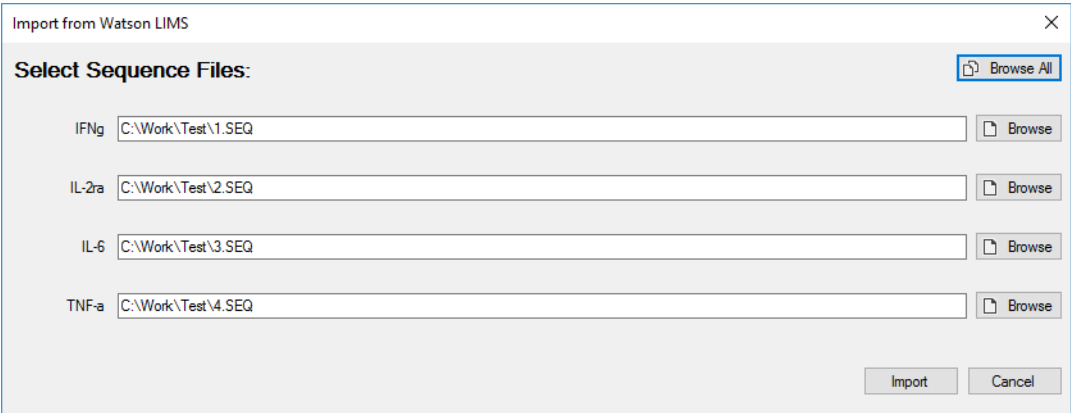 Import from Watson LIMS
Select Sequence Files:
Browse All
IFNg C:\Work\Test\1.SEQ Browse
IL-2ra C:\Work\Test\2.SEQ Browse
IL-6 C:\Work\Test\3.SEQ Browse
TNF-a C:\Work\Test\4.SEQ Browse
Import Cancel